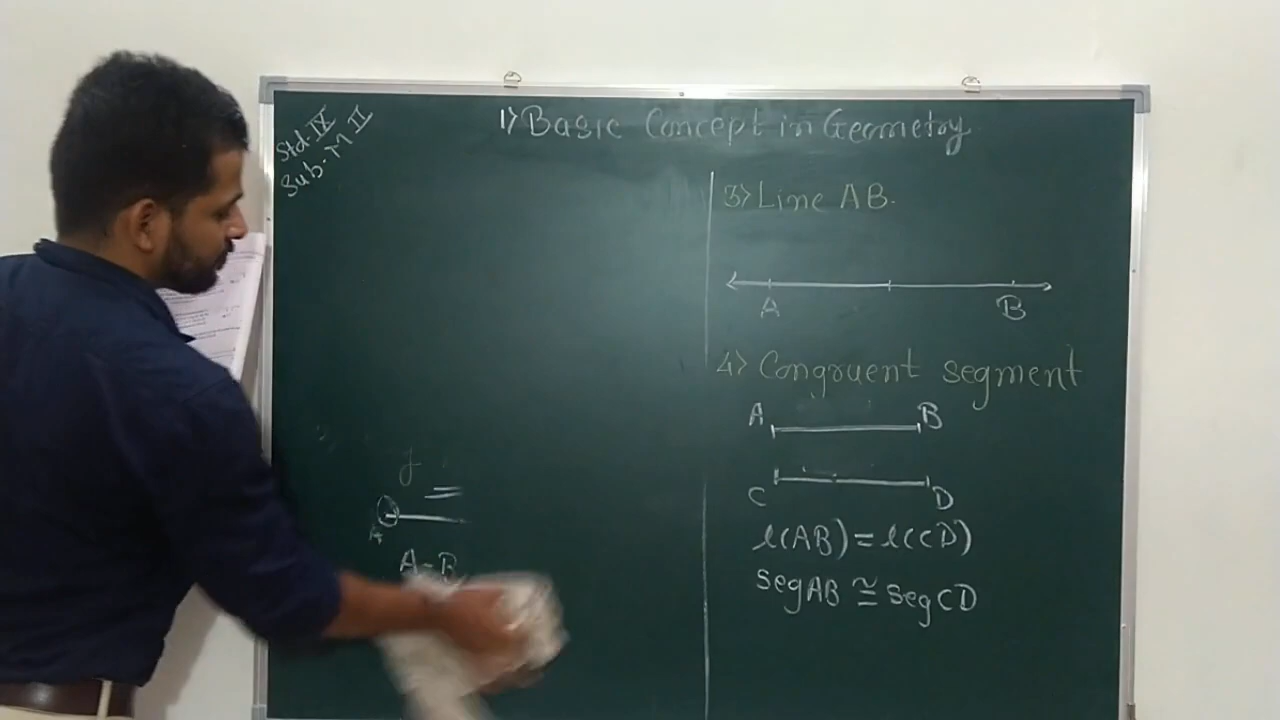 Std. IX
Sub. M II
1) Basic Concept in Geometry
A-B
3) Line AB.
A B
4) Congruent segment
A B
C D
l(AB) = l(CD)
seg AB ≅ seg CD